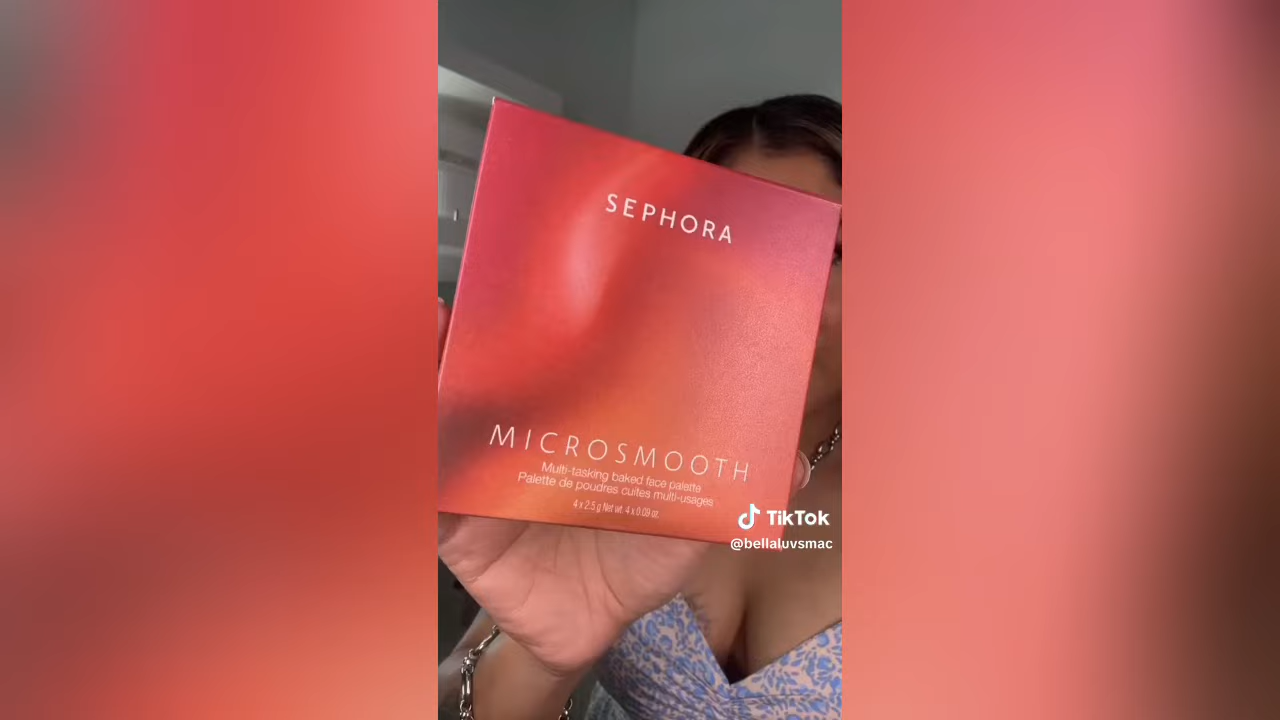 SEPHORA
MICROSMOOTH
Multi-tasking baked face palette
Palette de poudres cuites multi-usages
4 x 2.5 g Net wt. 4 x 0.09 oz.
TikTok
@bellaluvsmac